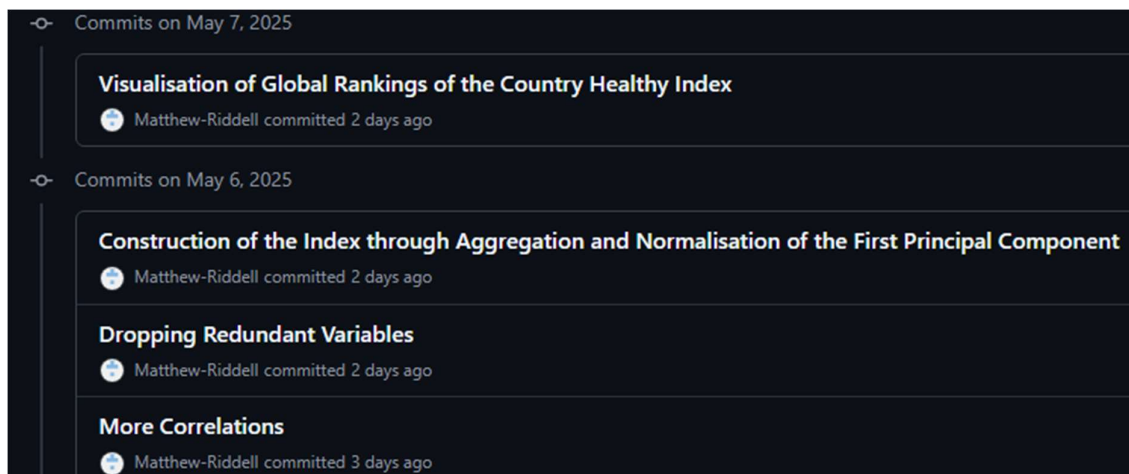 Commits on May 7, 2025
Visualisation of Global Rankings of the Country Healthy Index
Matthew-Riddell committed 2 days ago
Commits on May 6, 2025
Construction of the Index through Aggregation and Normalisation of the First Principal Component
Matthew-Riddell committed 2 days ago
Dropping Redundant Variables
Matthew-Riddell committed 2 days ago
More Correlations
Matthew-Riddell committed 3 days ago